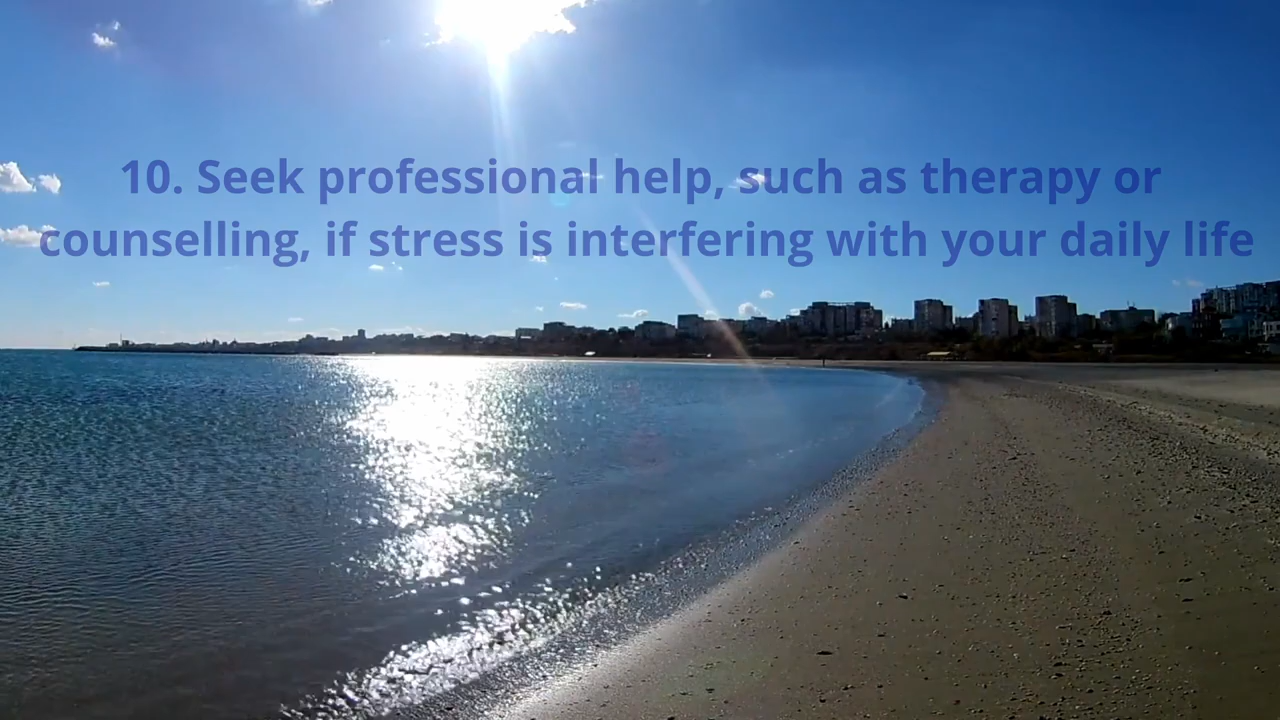 10. Seek professional help, such as therapy or
counselling, if stress is interfering with your daily life